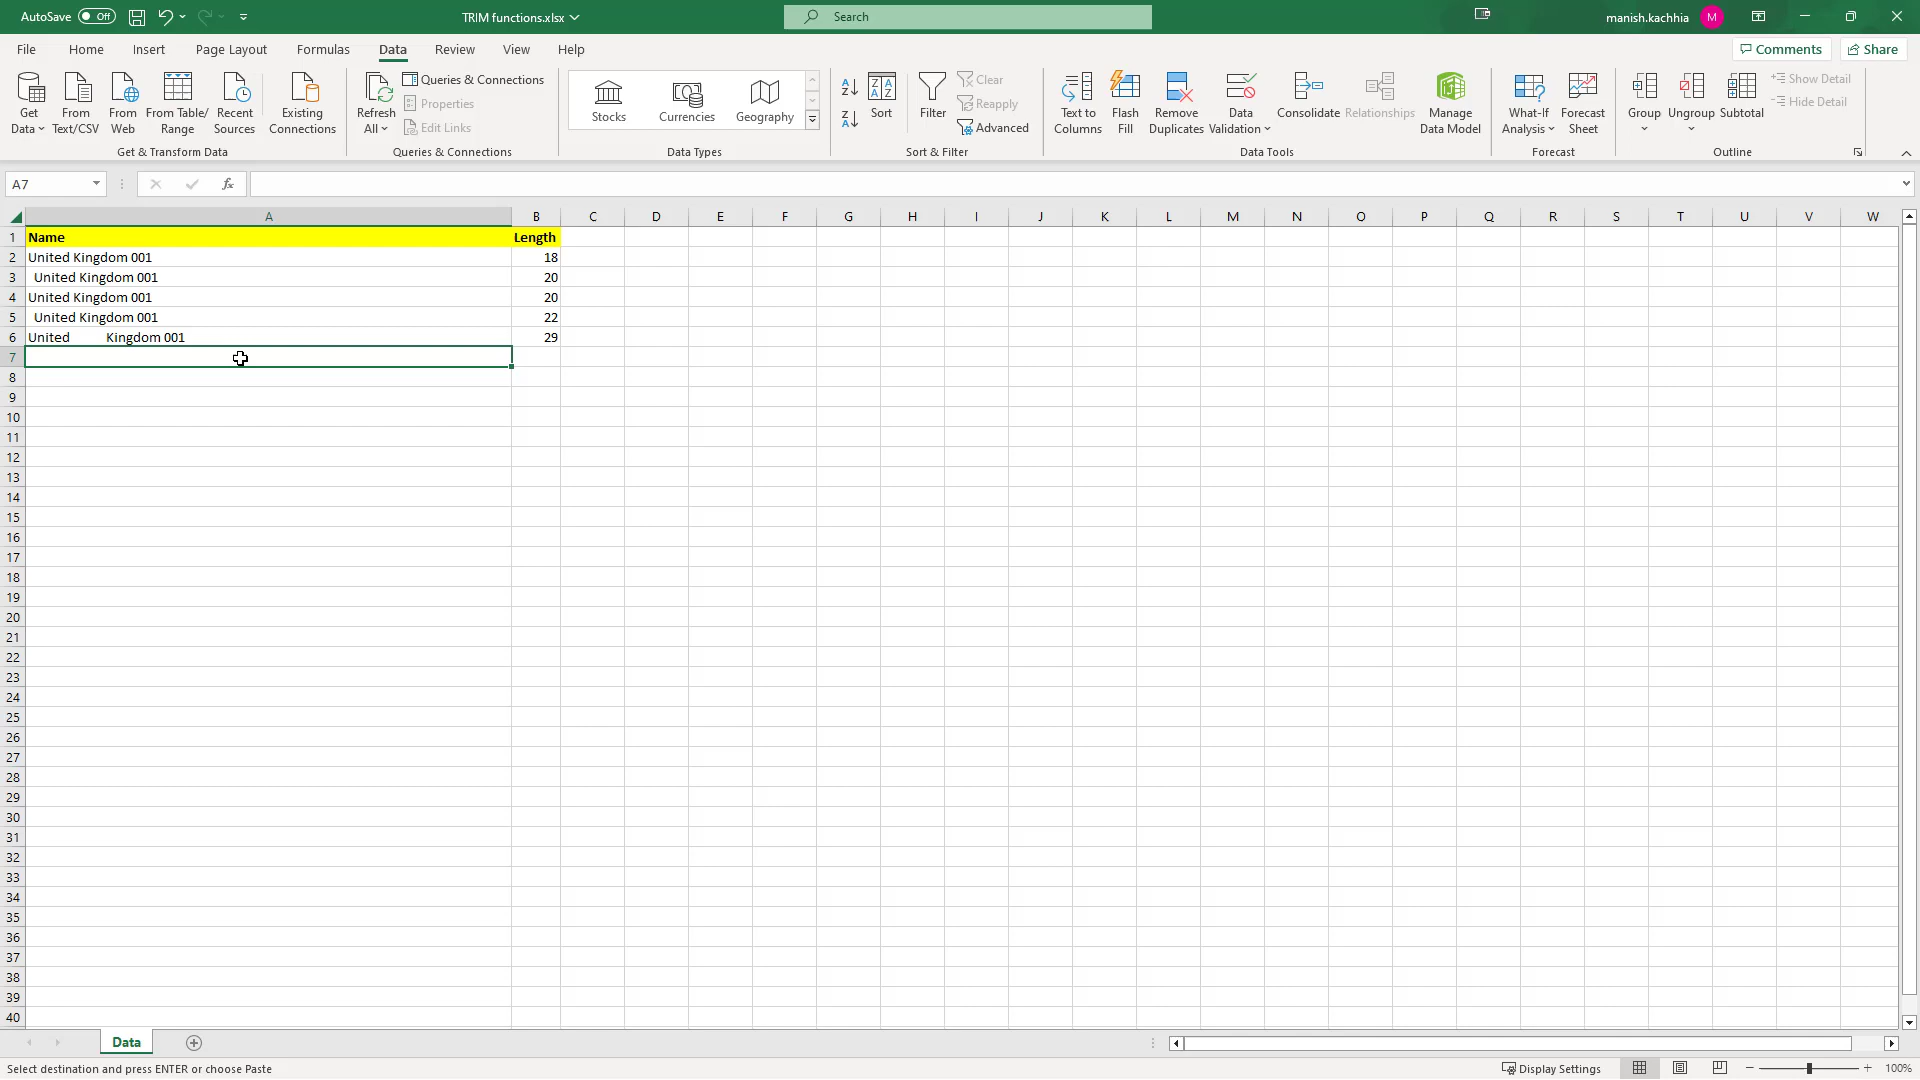 AutoSave Off TRIM functions.xlsx Search manish.kachhia M
File Home Insert Page Layout Formulas Data Review View Help Comments Share
Get Data From Text/CSV From Web From Table/ Range Recent Sources Existing Connections
Get & Transform Data
Refresh All Queries & Connections
Properties
Edit Links
Queries & Connections
Stocks Currencies Geography
Data Types
Sort Filter Clear
Reapply
Advanced
Sort & Filter
Text to Columns Flash Fill Remove Duplicates Data Validation Consolidate Relationships Manage Data Model
Data Tools
What-If Analysis Forecast Sheet
Forecast
Group Ungroup Subtotal Show Detail
Hide Detail
Outline
A7 fx
A B C D E F G H I J K L M N O P Q R S T U V W
1 Name Length
2 United Kingdom 001 18
3 United Kingdom 001 20
4 United Kingdom 001 20
5 United Kingdom 001 22
6 United Kingdom 001 29
7
8
9
10
11
12
13
14
15
16
17
18
19
20
21
22
23
24
25
26
27
28
29
30
31
32
33
34
35
36
37
38
39
40
Data
Select destination and press ENTER or choose Paste Display Settings 100%